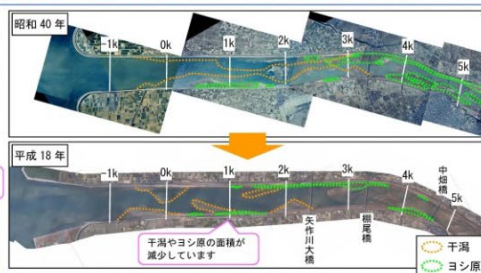 昭和 40 年
-1k 0k 1k 2k 3k 4k 5k
平成 18 年
-1k 0k 1k 2k 3k 4k 5k
中畑橋
棚尾橋
矢作川大橋
干潟やヨシ原の面積が
減少しています
干潟
ヨシ原